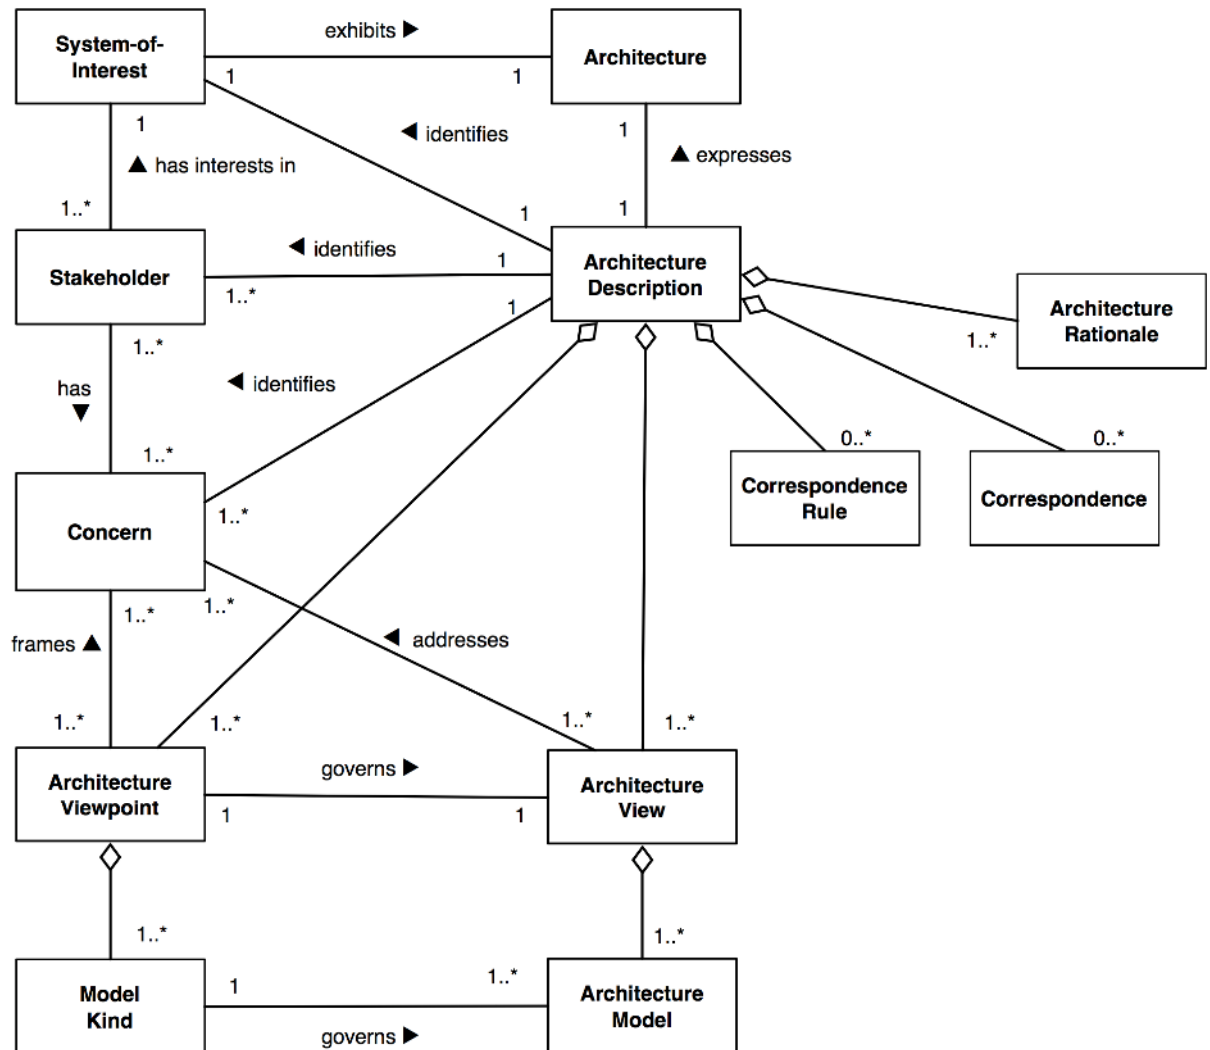 exhibits ►
System-of-
Interest
Architecture
1
1
1
◄ identifies
1
▲ has interests in
▲ expresses
1..*
1
1
Stakeholder
◄ identifies
1
Architecture
Description
1..*
1
Architecture
Rationale
1..*
1..*
has
▼
◄ identifies
1..*
0..*
0..*
Concern
1..*
Correspondence
Rule
Correspondence
1..*
1..*
frames ▲
◄ addresses
1..*
1..*
1..*
1..*
Architecture
Viewpoint
governs ►
Architecture
View
1
1
1..*
1..*
Model
Kind
1
1..*
Architecture
Model
governs ►